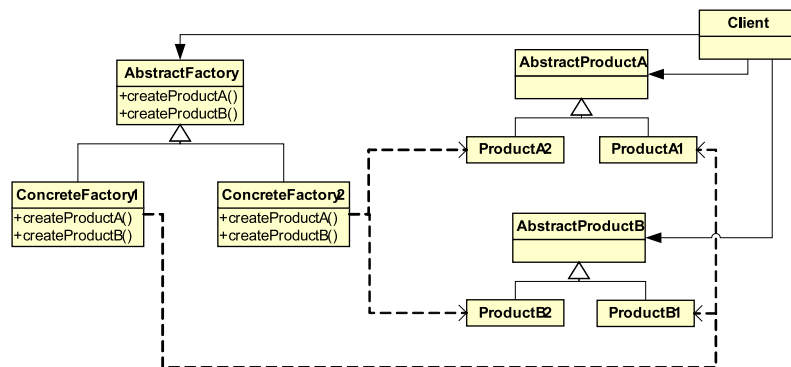 Client
AbstractFactory
+createProductA()
+createProductB()
AbstractProductA
ProductA2
ProductA1
ConcreteFactory1
+createProductA()
+createProductB()
ConcreteFactory2
+createProductA()
+createProductB()
AbstractProductB
ProductB2
ProductB1